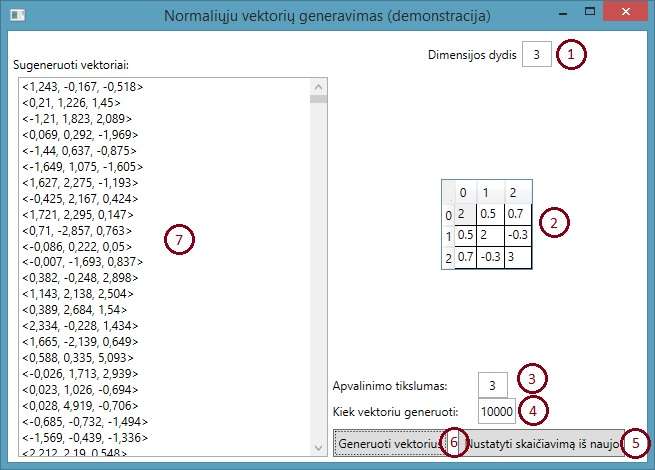 Normaliųjų vektorių generavimas (demonstracija)
Dimensijos dydis 3 1
Sugeneruoti vektoriai:
<1,243, -0,167, -0,518>
<0,21, 1,226, 1,45>
<-1,21, 1,823, 2,089>
<0,069, 0,292, -1,969>
<-1,44, 0,637, -0,875>
<-1,649, 1,075, -1,605>
<1,627, 2,275, -1,193>
<-0,425, 2,167, 0,424>
<1,721, 2,295, 0,147>
<0,71, -2,857, 0,763>
<-0,086, 0,222, 0,05>
<-0,007, -1,693, 0,837>
<0,382, -0,248, 2,898>
<1,143, 2,138, 2,504>
<0,389, 2,684, 1,54>
<2,334, -0,228, 1,434>
<1,665, -2,139, 0,649>
<0,588, 0,335, 5,093>
<-0,026, 1,713, 2,939>
<0,023, 1,026, -0,694>
<0,028, 4,919, -0,706>
<-0,685, -0,732, -1,494>
<-1,569, -0,439, -1,336>
<2,212, 2,19, 0,548>
7
0 1 2
0 2 0.5 0.7
1 0.5 2 -0.3
2 0.7 -0.3 3
2
Apvalinimo tikslumas: 3 3
Kiek vektoriu generuoti: 10000 4
Generuoti vektorius 6 Nustatyti skaičiavimą iš naujo 5